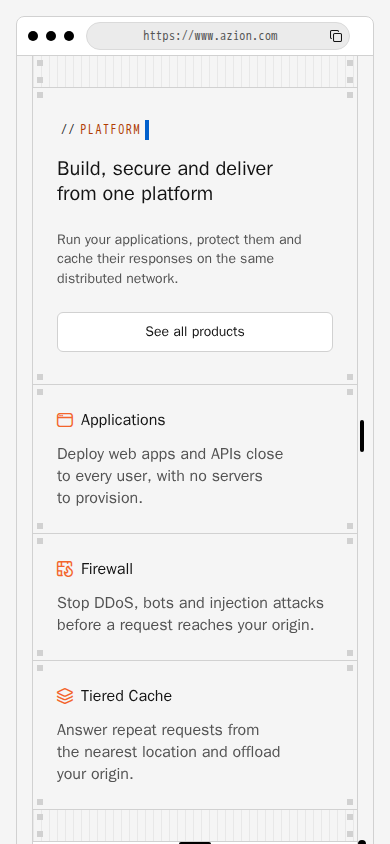 https://www.azion.com
// PLATFORM
Build, secure and deliver
from one platform
Run your applications, protect them and
cache their responses on the same
distributed network.
See all products
Applications
Deploy web apps and APIs close
to every user, with no servers
to provision.
Firewall
Stop DDoS, bots and injection attacks
before a request reaches your origin.
Tiered Cache
Answer repeat requests from
the nearest location and offload
your origin.